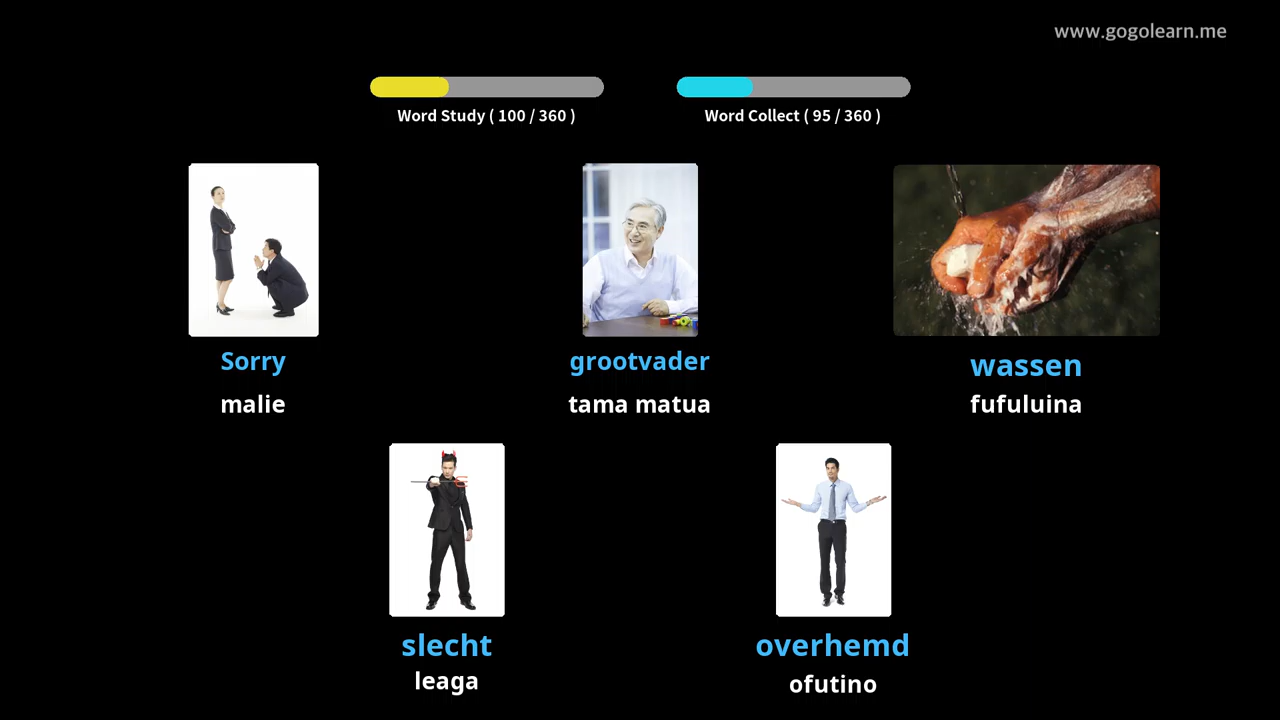 www.gogolearn.me
Word Study ( 100 / 360 )
Word Collect ( 95 / 360 )
Sorry
malie
grootvader
tama matua
wassen
fufuluina
slecht
leaga
overhemd
ofutino